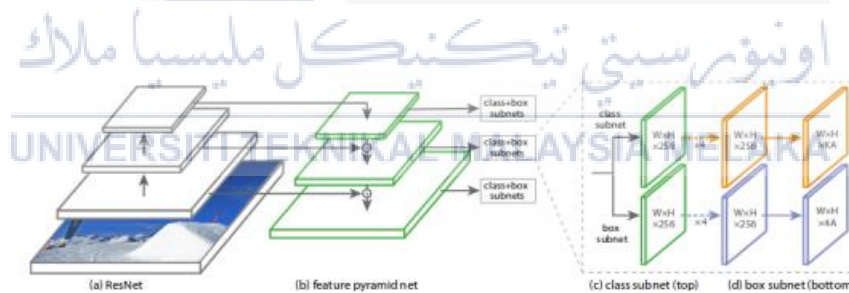 اونيۏرسيتي تيكنيكل مليسيا ملاك
UNIVERSITI TEKNIKAL MALAYSIA MELAKA
class+box
subnets
class+box
subnets
class+box
subnets
class
subnet
W×H
×256
×4
W×H
×256
W×H
×KA
box
subnet
W×H
×256
×4
W×H
×256
W×H
×4A
(a) ResNet
(b) feature pyramid net
(c) class subnet (top)
(d) box subnet (bottom